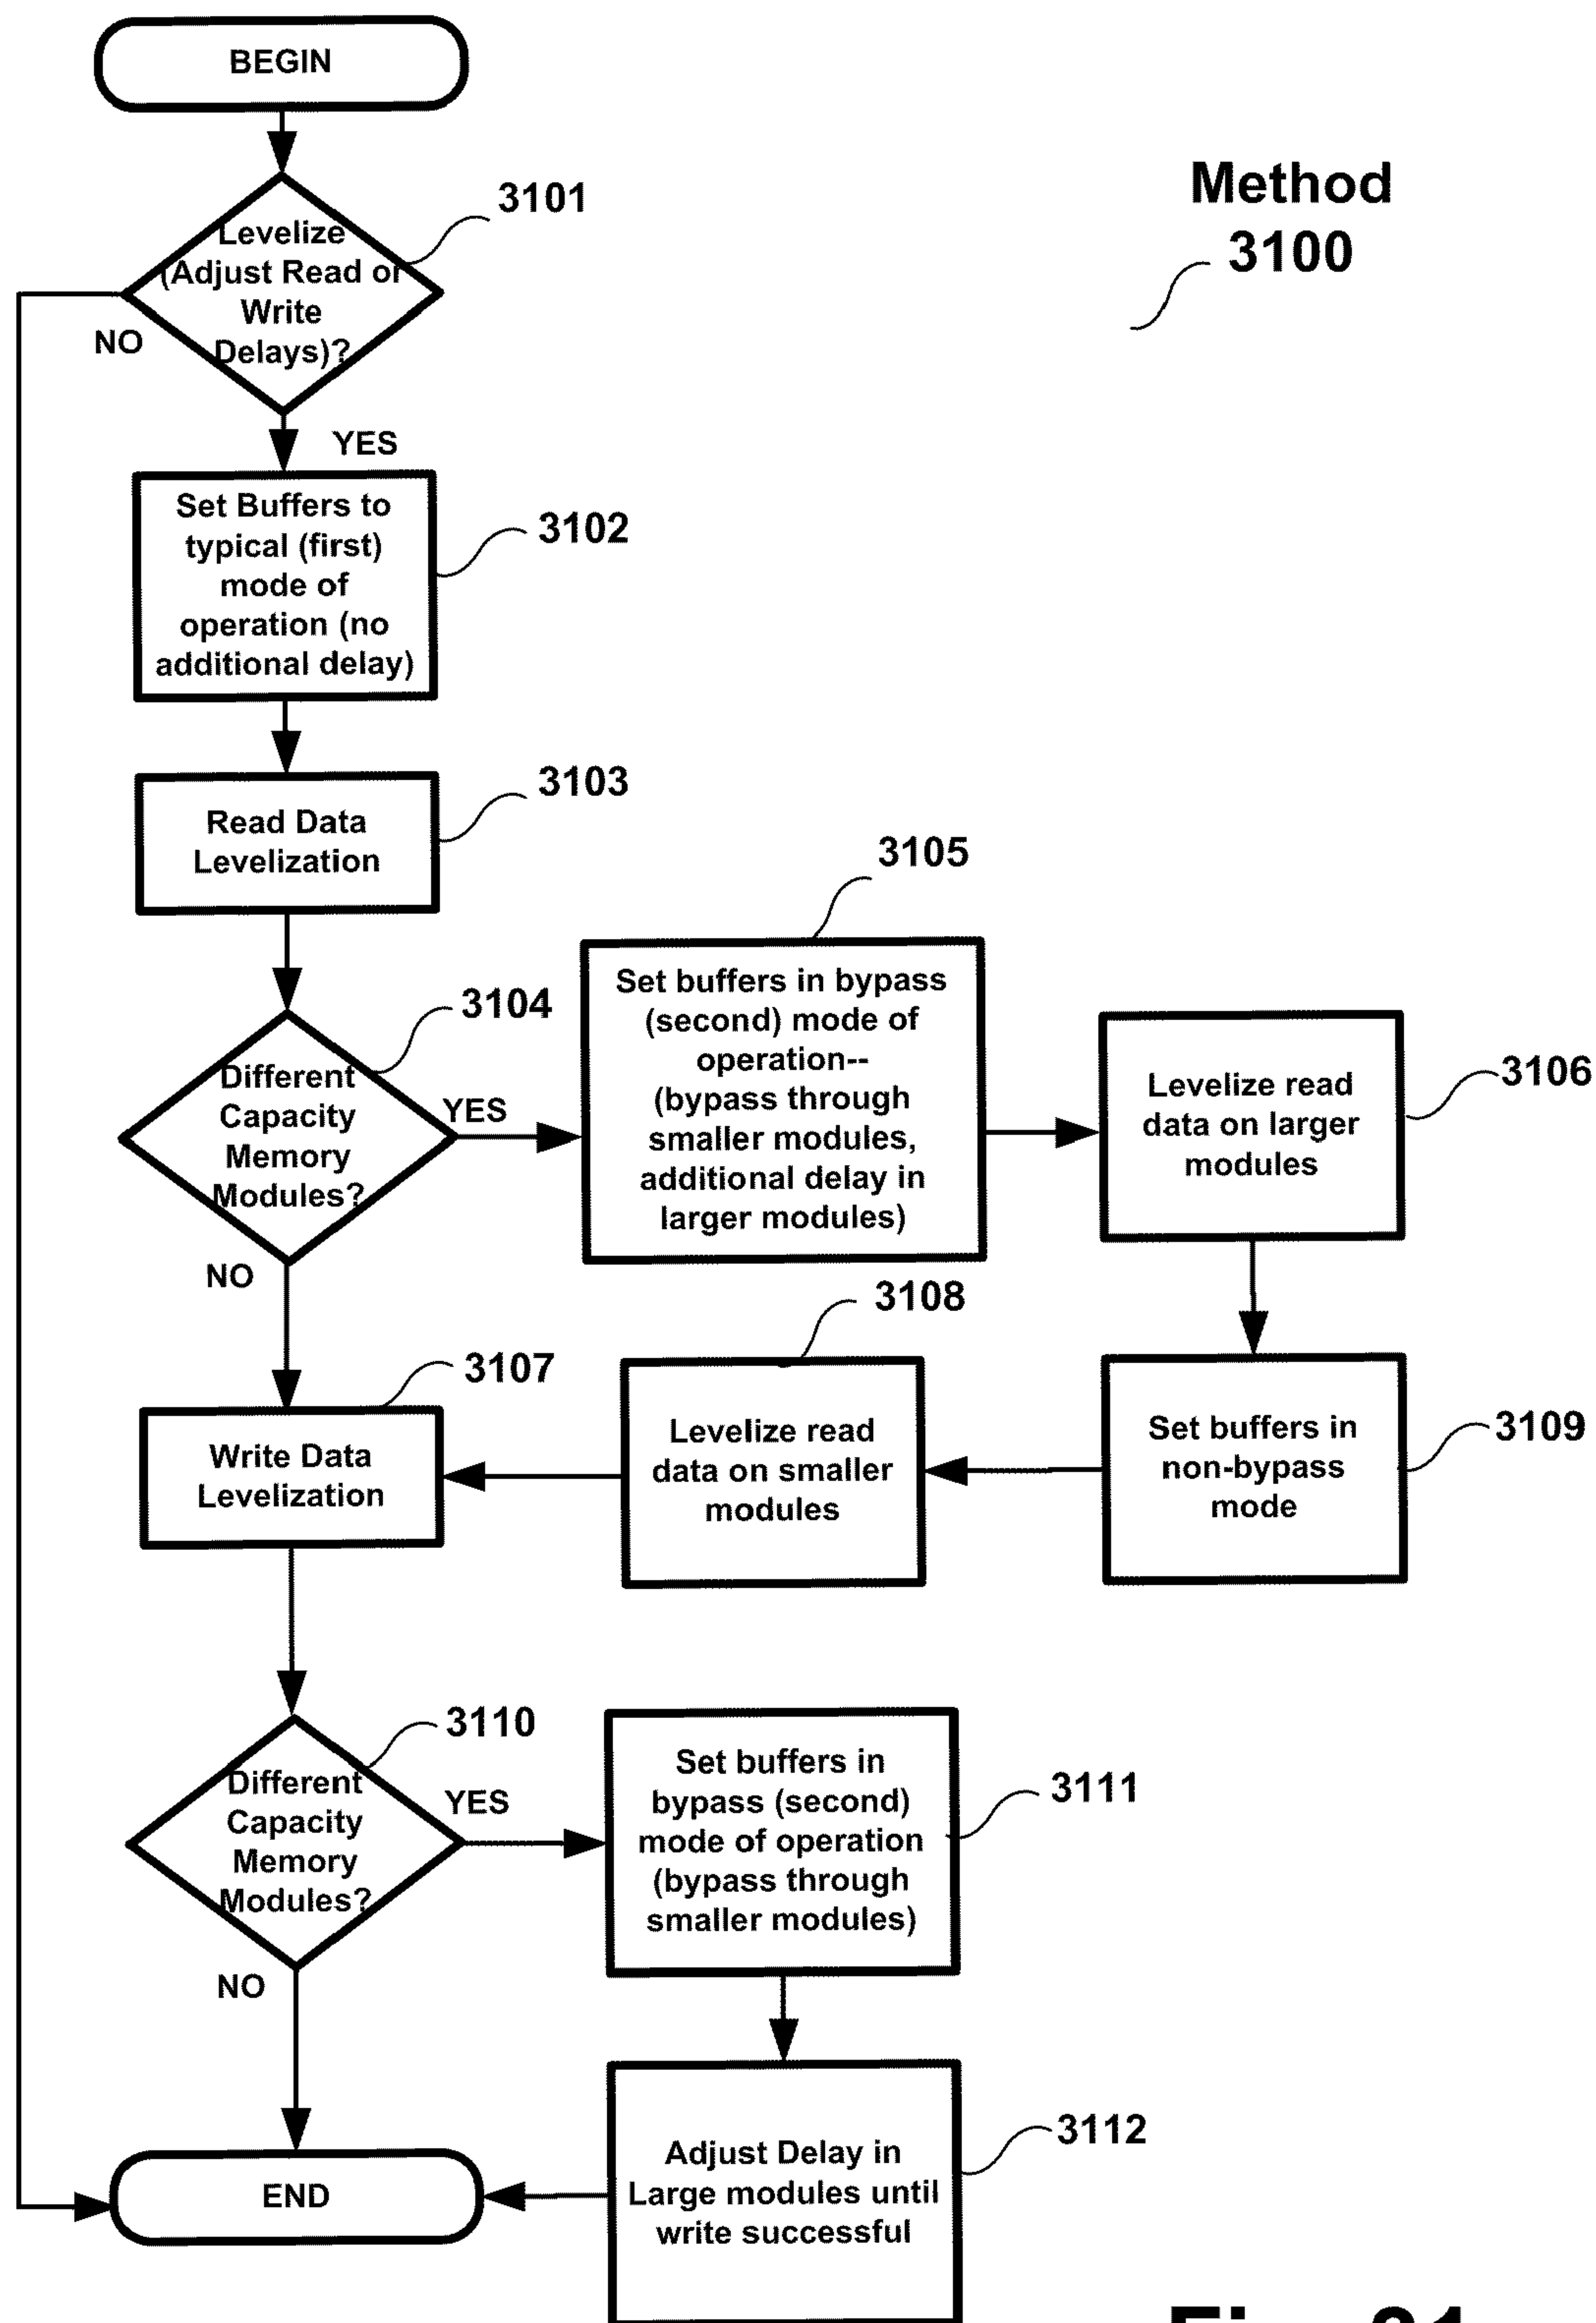 BEGIN
Method
3100
3101
Levelize
(Adjust Read or
Write
Delays)?
NO
YES
Set Buffers to
typical (first)
mode of
operation (no
additional delay)
3102
Read Data
Levelization
3103
Different
Capacity
Memory
Modules?
3104
YES
NO
3105
Set buffers in bypass
(second) mode of
operation--
(bypass through
smaller modules,
additional delay in
larger modules)
Levelize read
data on larger
modules
3106
3107
Write Data
Levelization
3108
Levelize read
data on smaller
modules
Set buffers in
non-bypass
mode
3109
3110
Different
Capacity
Memory
Modules?
YES
NO
Set buffers in
bypass (second)
mode of operation
(bypass through
smaller modules)
3111
Adjust Delay in
Large modules until
write successful
3112
END